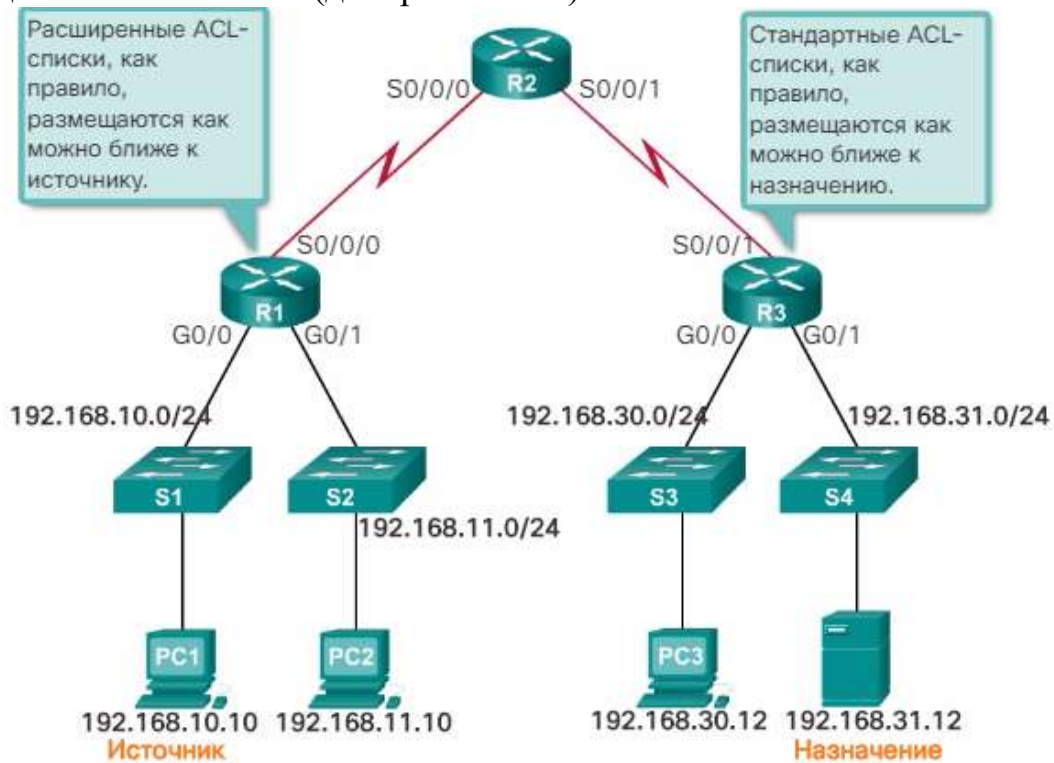 Расширенные ACL-
списки, как
правило,
размещаются как
можно ближе к
источнику.
Стандартные ACL-
списки, как
правило,
размещаются как
можно ближе к
назначению.
R2
S0/0/0
S0/0/1
S0/0/0
S0/0/1
R1
R3
G0/0
G0/1
G0/0
G0/1
192.168.10.0/24
192.168.30.0/24
192.168.31.0/24
S1
S2
S3
S4
192.168.11.0/24
PC1
PC2
PC3
192.168.10.10
192.168.11.10
192.168.30.12
192.168.31.12
Источник
Назначение